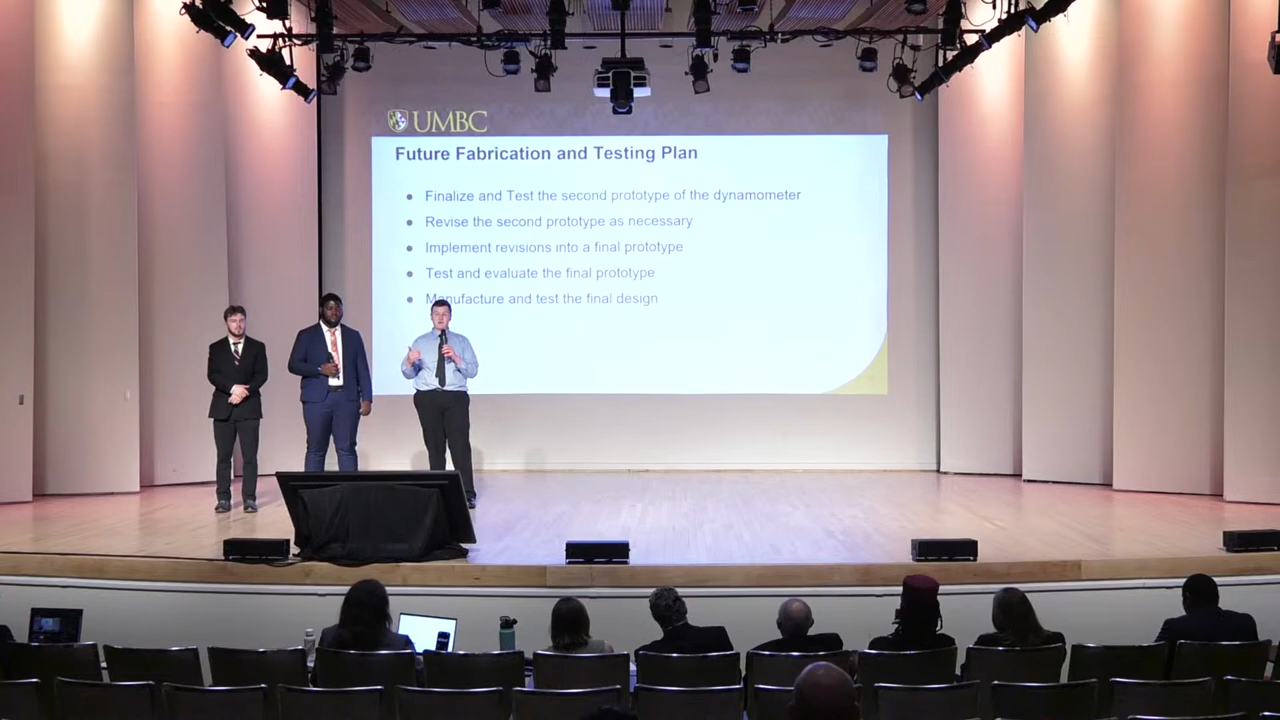 UMBC
Future Fabrication and Testing Plan
● Finalize and Test the second prototype of the dynamometer
● Revise the second prototype as necessary
● Implement revisions into a final prototype
● Test and evaluate the final prototype
● Manufacture and test the final design